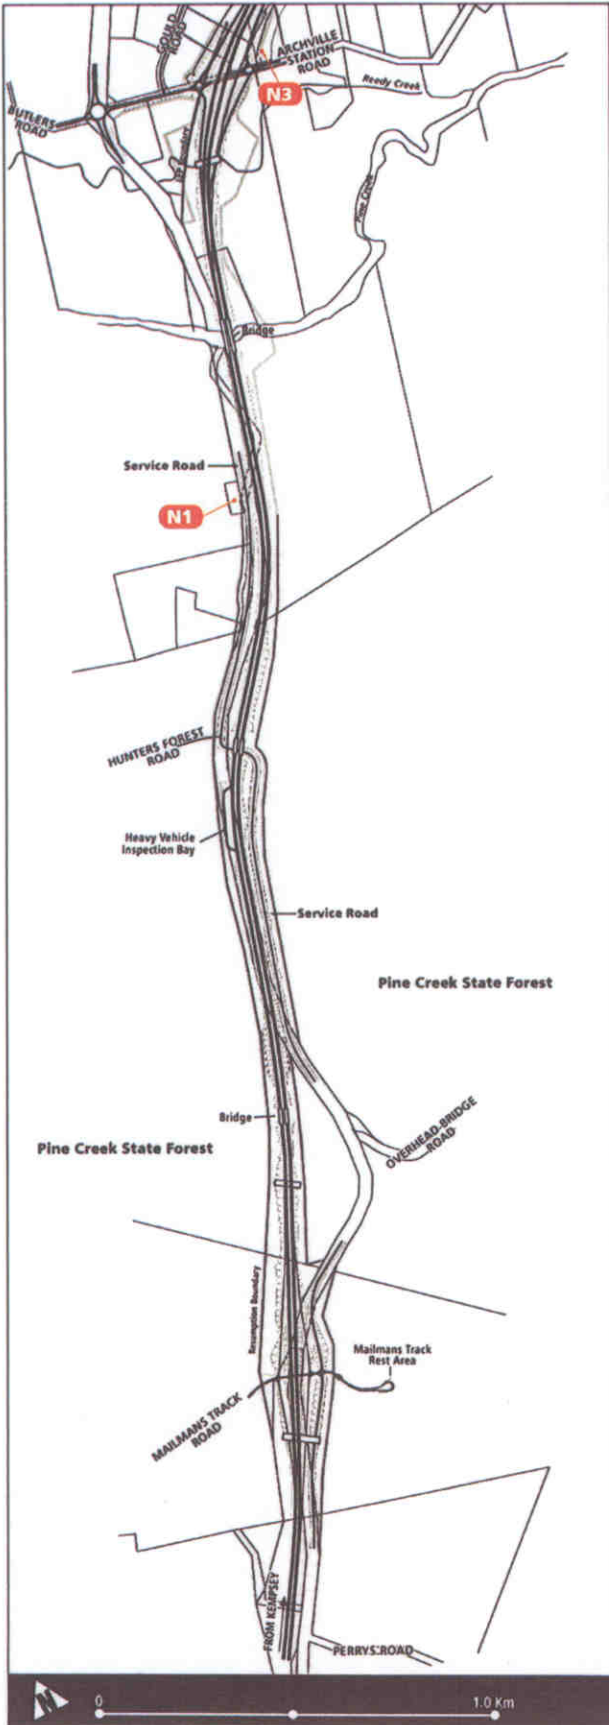 GOULD
ROAD
ARCHVILLE
STATION
ROAD
N3
Reedy Creek
BUTLERS
ROAD
Pine Creek
Bridge
Service Road
N1
HUNTERS FOREST
ROAD
Heavy Vehicle
Inspection Bay
Service Road
Pine Creek State Forest
Bridge
OVERHEAD BRIDGE
ROAD
Pine Creek State Forest
Resumption Boundary
Mailmans Track
Rest Area
MAILMANS TRACK
ROAD
FROM KEMPSEY
PERRYS ROAD
N
0
1.0 Km